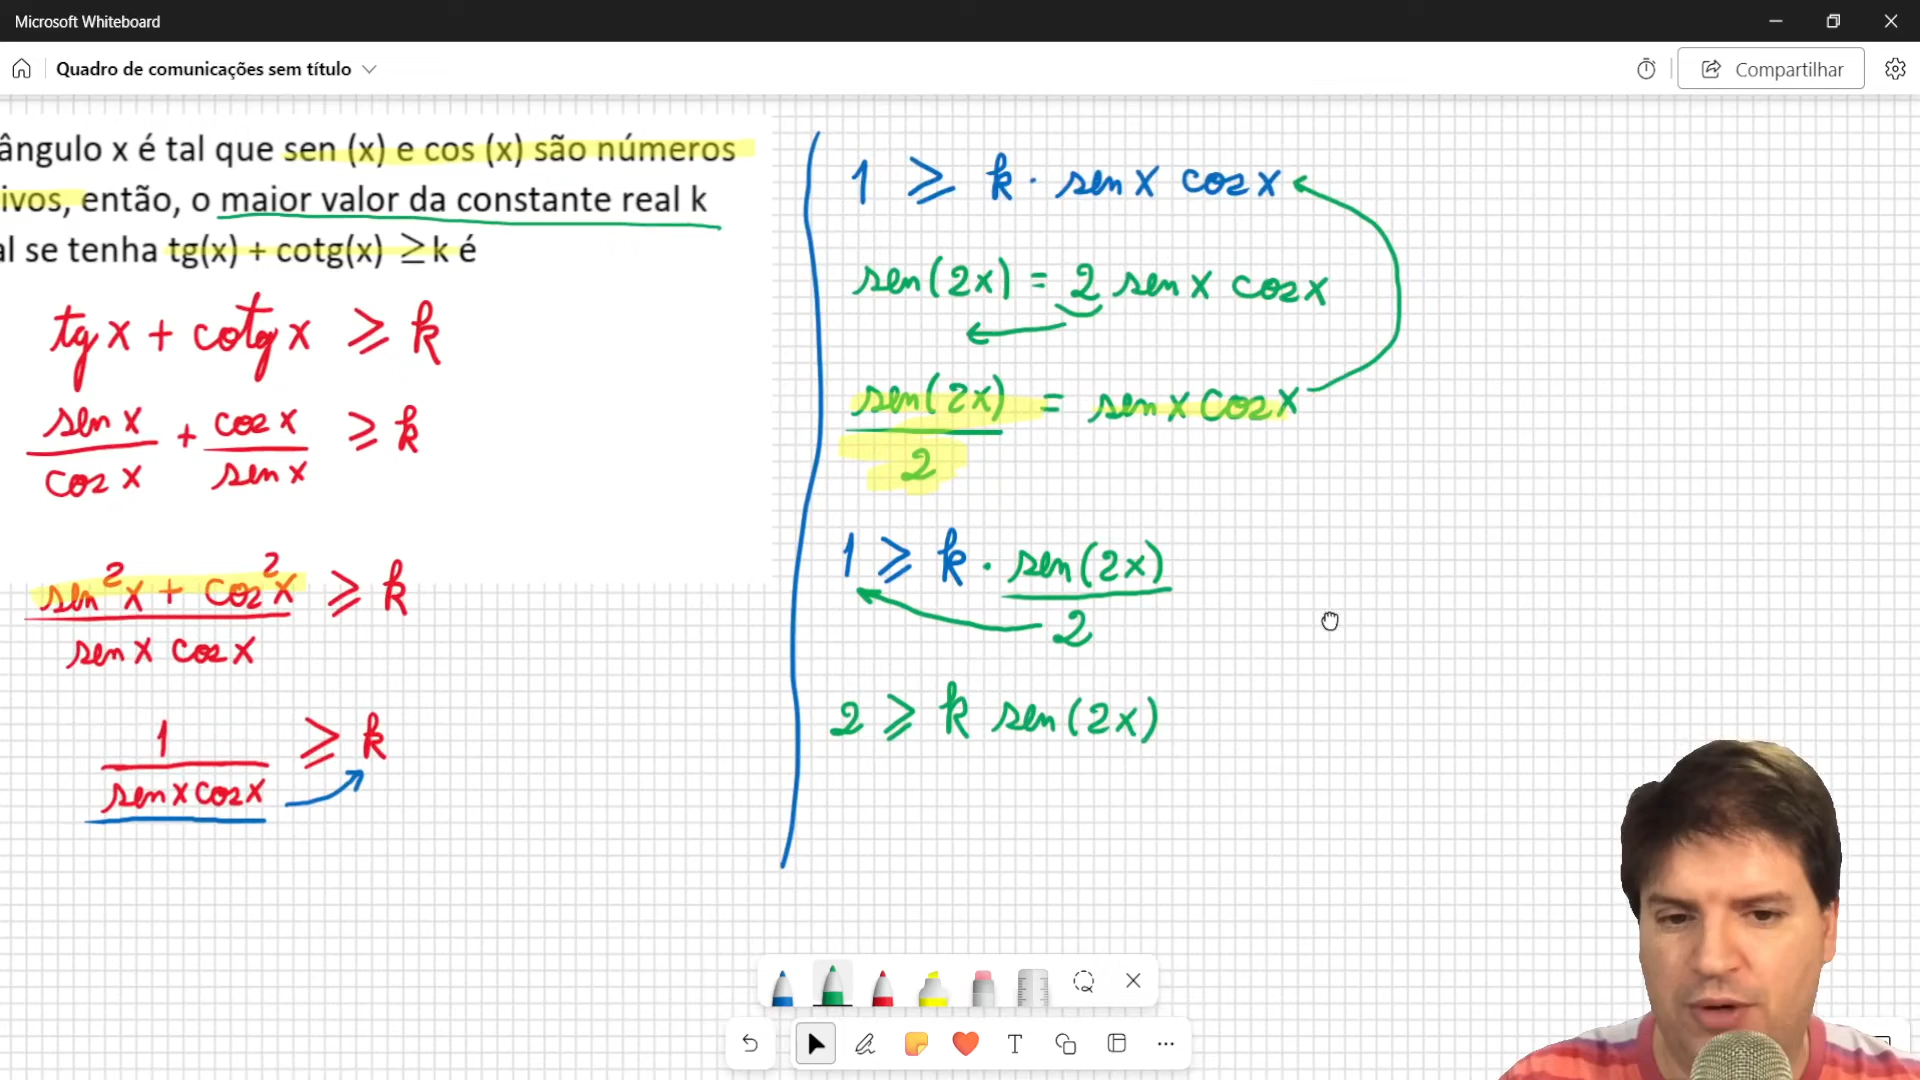 Microsoft Whiteboard
Quadro de comunicações sem título
Compartilhar
ângulo x é tal que sen (x) e cos (x) são números
ivos, então, o maior valor da constante real k
al se tenha tg(x) + cotg(x) ≥ k é
tg x + cotg x ≥ k
sen x / cos x + cos x / sen x ≥ k
sen²x + cos²x / sen x cos x ≥ k
1 / sen x cos x ≥ k
1 ≥ k · sen x cos x
sen(2x) = 2 sen x cos x
sen(2x) / 2 = sen x cos x
1 ≥ k · sen(2x) / 2
2 ≥ k sen(2x)